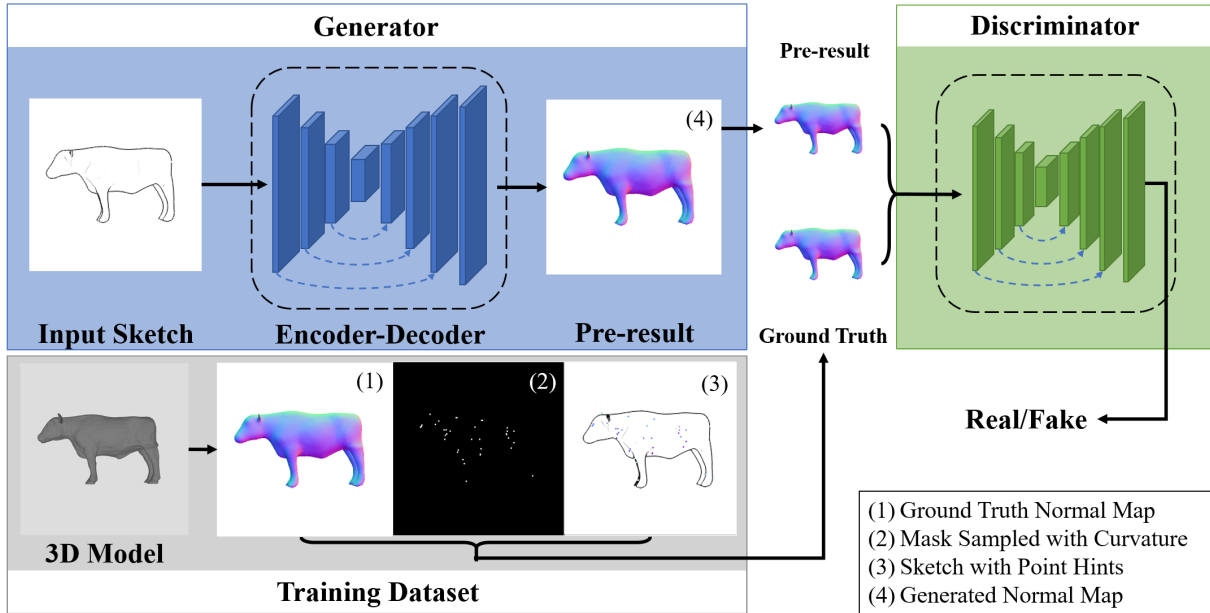 Generator
Discriminator
Pre-result
(4)
Input Sketch
Encoder-Decoder
Pre-result
Ground Truth
(1)
(2)
(3)
Real/Fake
3D Model
Training Dataset
(1) Ground Truth Normal Map
(2) Mask Sampled with Curvature
(3) Sketch with Point Hints
(4) Generated Normal Map